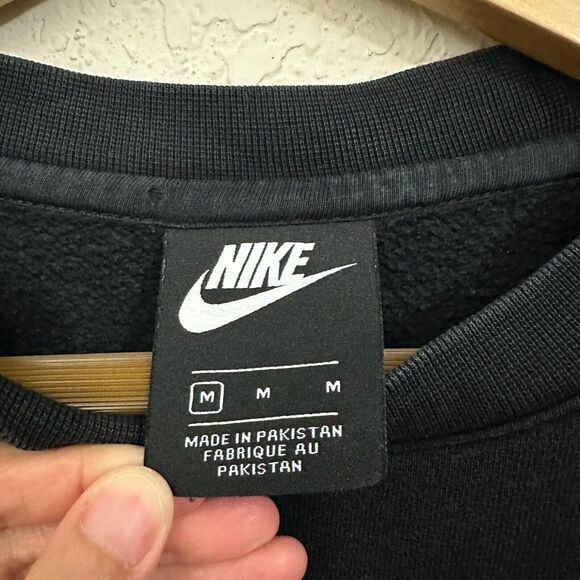 NIKE
M M M
MADE IN PAKISTAN
FABRIQUE AU
PAKISTAN